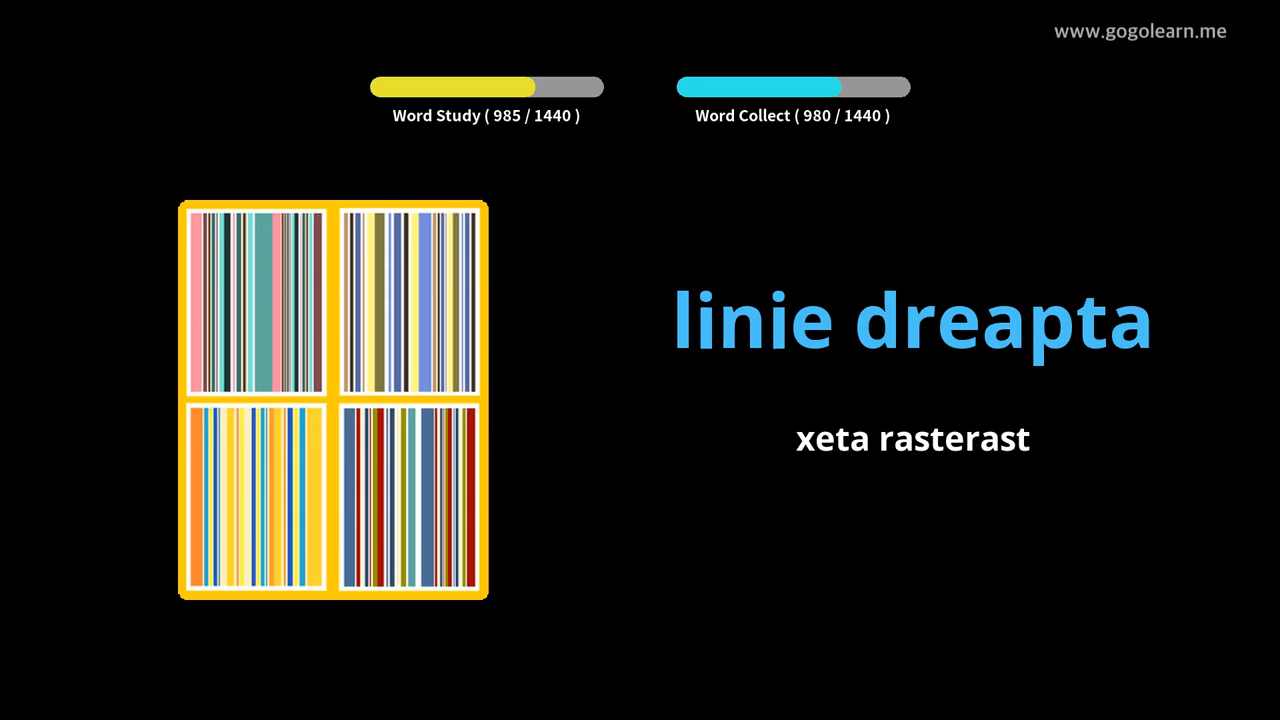 www.gogolearn.me
Word Study ( 985 / 1440 )
Word Collect ( 980 / 1440 )
linie dreapta
xeta rasterast